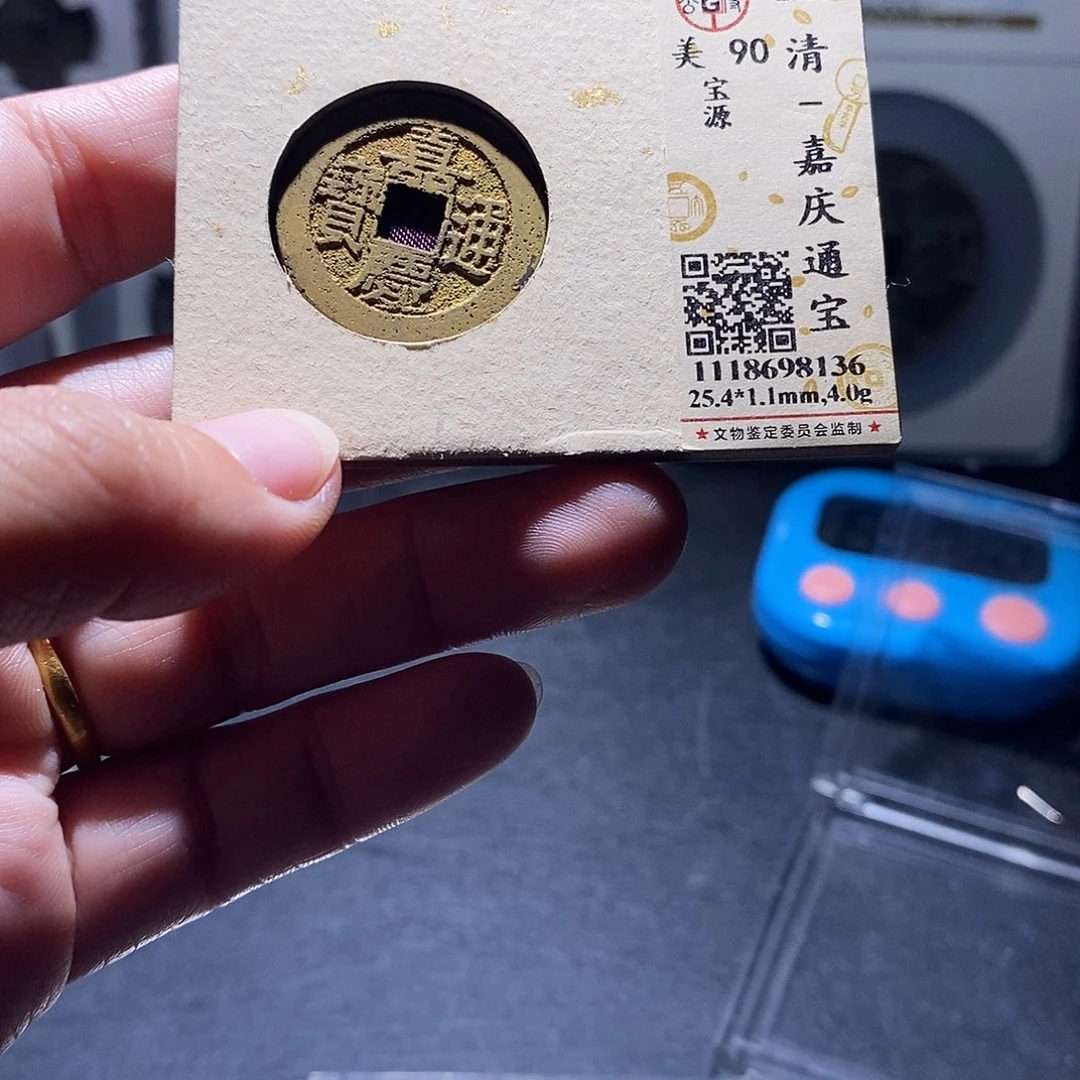 嘉慶通寶
美 90
宝源
清－嘉庆通宝
1118698136
25.4*1.1mm,4.0g
★文物鉴定委员会监制★